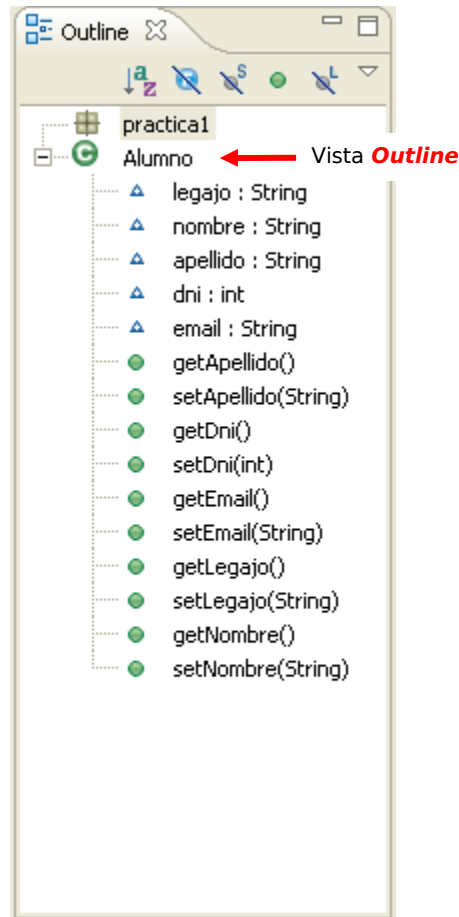 Outline
practica1
Alumno
Vista Outline
legajo : String
nombre : String
apellido : String
dni : int
email : String
getApellido()
setApellido(String)
getDni()
setDni(int)
getEmail()
setEmail(String)
getLegajo()
setLegajo(String)
getNombre()
setNombre(String)